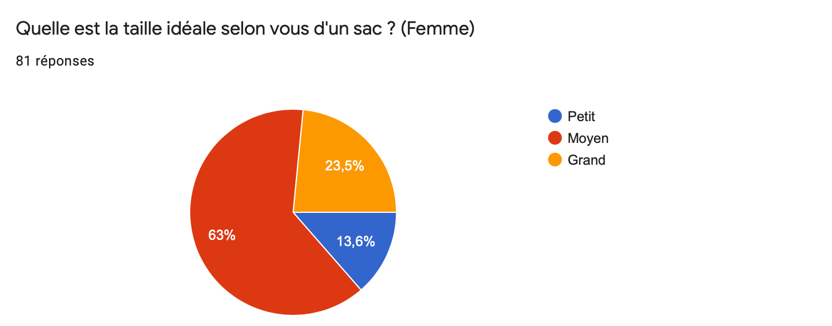 Quelle est la taille idéale selon vous d'un sac ? (Femme)
81 réponses
Petit
Moyen
Grand
23,5%
63%
13,6%